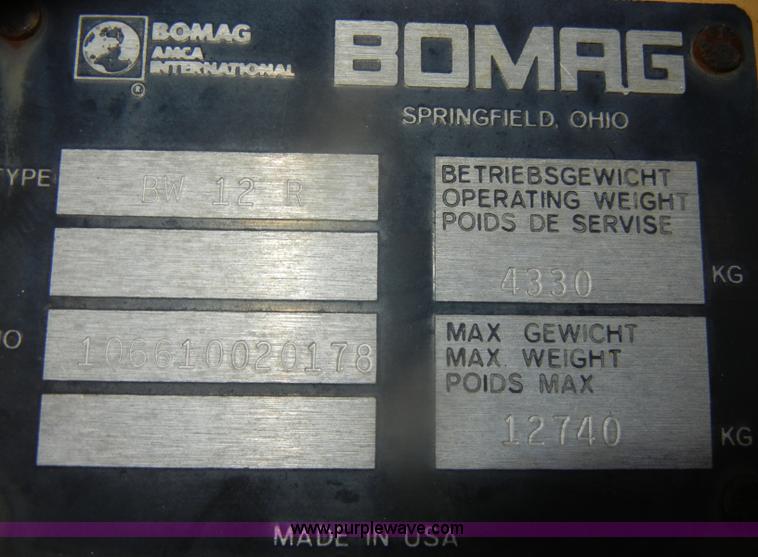 BOMAG
AMCA
INTERNATIONAL
®
BOMAG
SPRINGFIELD, OHIO
TYPE BW 12 R
BETRIEBSGEWICHT
OPERATING WEIGHT
POIDS DE SERVISE
4330 KG
106610020178
MAX GEWICHT
MAX. WEIGHT
POIDS MAX
12740 KG
www.purplewave.com
MADE IN USA